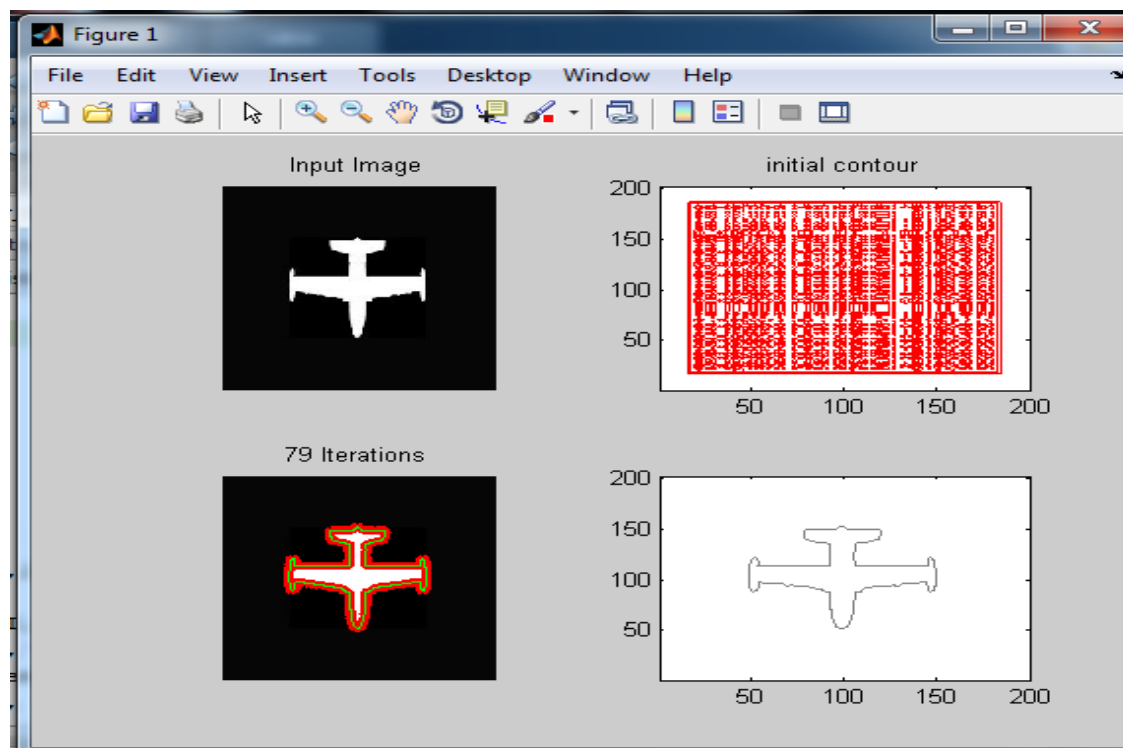 Figure 1
File Edit View Insert Tools Desktop Window Help
Input Image
initial contour
200
150
100
50
50 100 150 200
79 Iterations
200
150
100
50
50 100 150 200